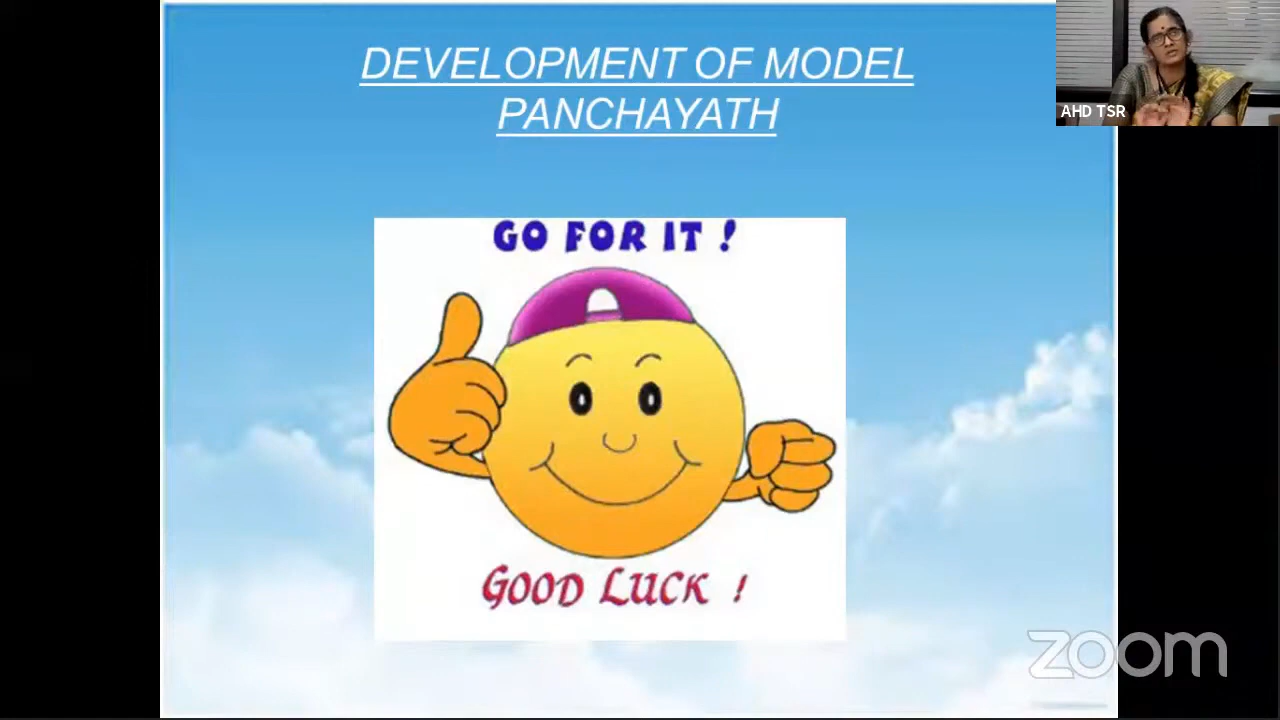 DEVELOPMENT OF MODEL
PANCHAYATH
AHD TSR
GO FOR IT !
GOOD LUCK !
zoom